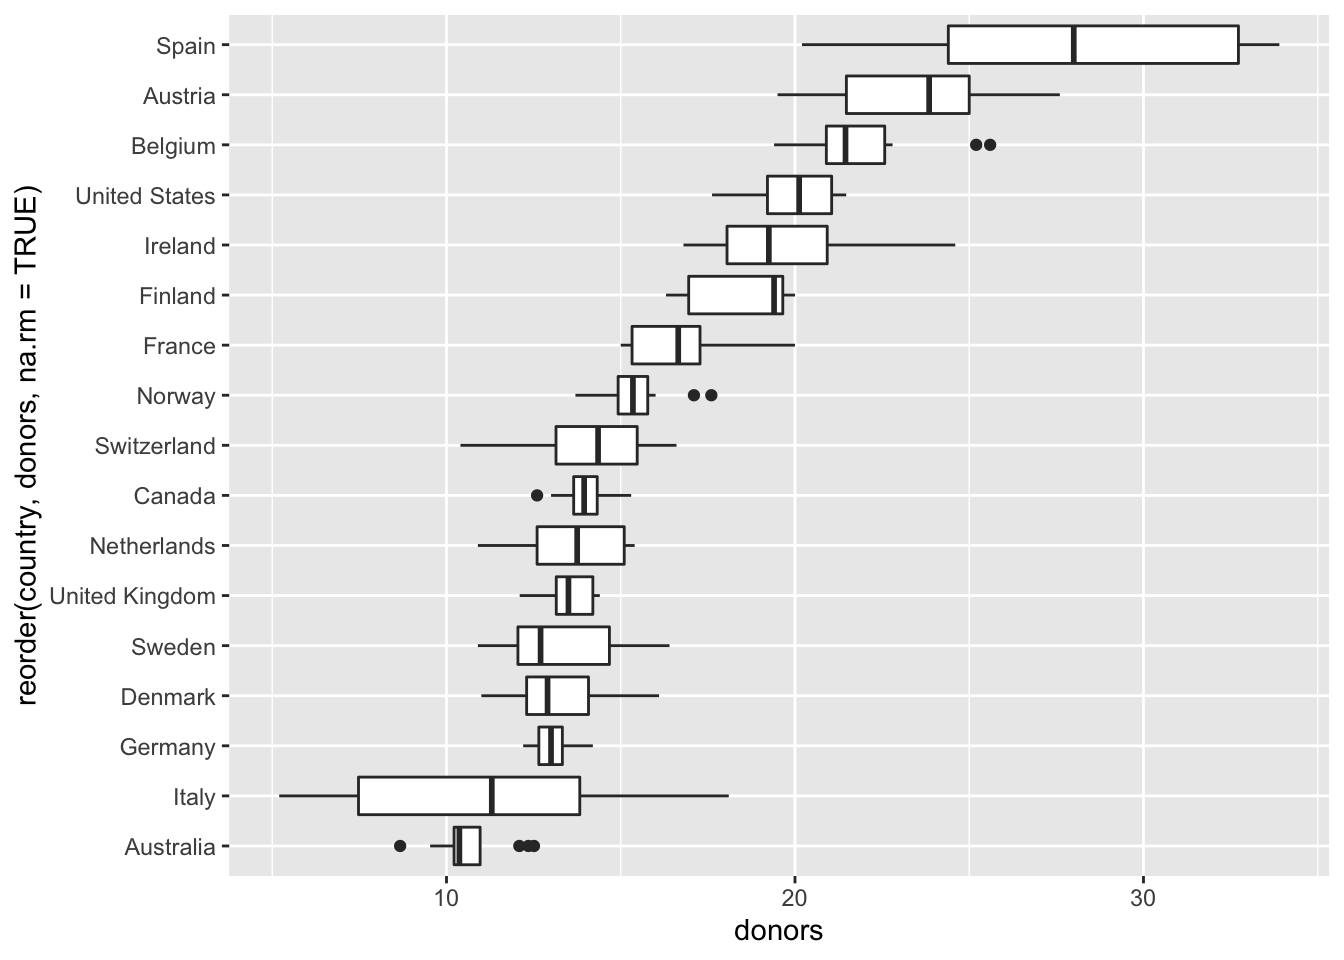 reorder(country, donors, na.rm = TRUE)
Spain
Austria
Belgium
United States
Ireland
Finland
France
Norway
Switzerland
Canada
Netherlands
United Kingdom
Sweden
Denmark
Germany
Italy
Australia
10 20 30
donors